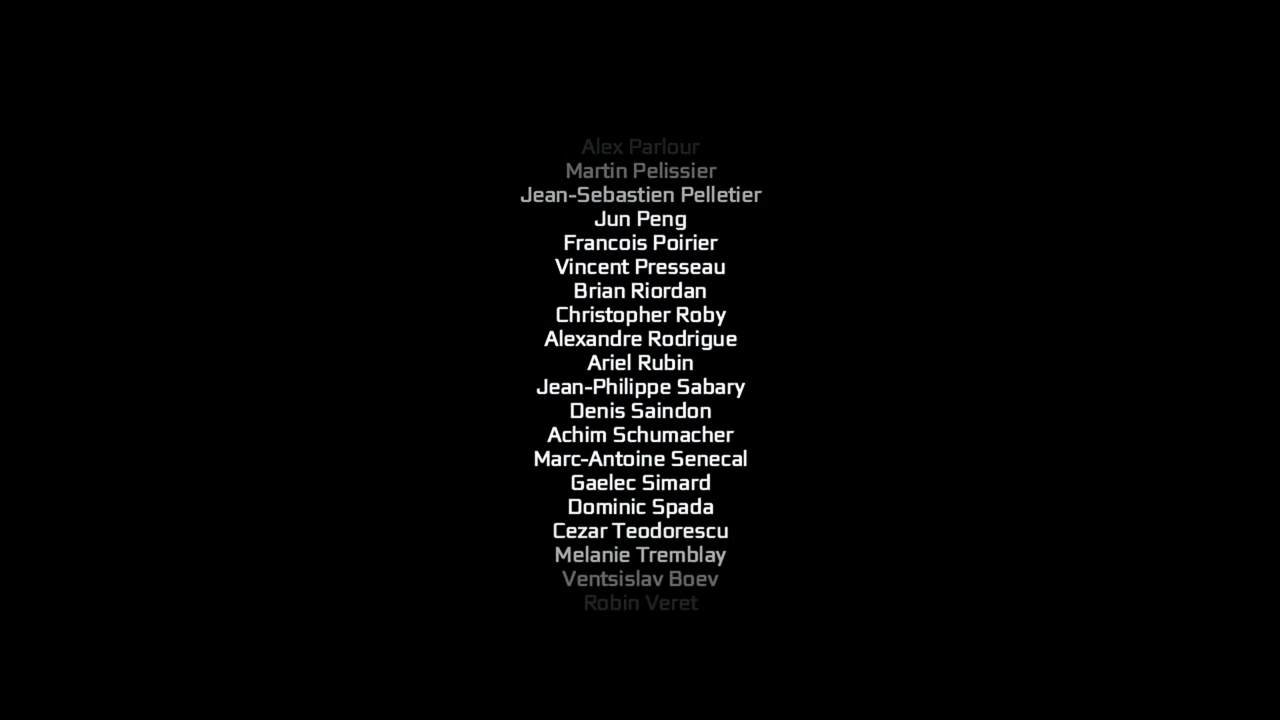 Alex Parlour
Martin Pelissier
Jean-Sebastien Pelletier
Jun Peng
Francois Poirier
Vincent Presseau
Brian Riordan
Christopher Roby
Alexandre Rodrigue
Ariel Rubin
Jean-Philippe Sabary
Denis Saindon
Achim Schumacher
Marc-Antoine Senecal
Gaelec Simard
Dominic Spada
Cezar Teodorescu
Melanie Tremblay
Ventsislav Boev
Robin Veret